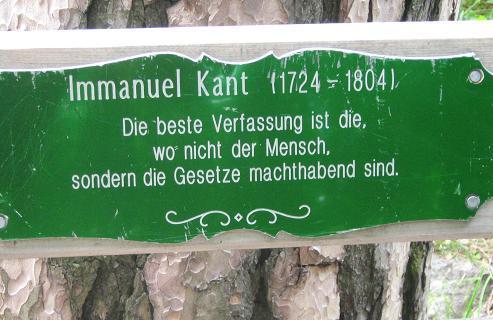 Immanuel Kant (1724 - 1804)
Die beste Verfassung ist die,
wo nicht der Mensch,
sondern die Gesetze machthabend sind.